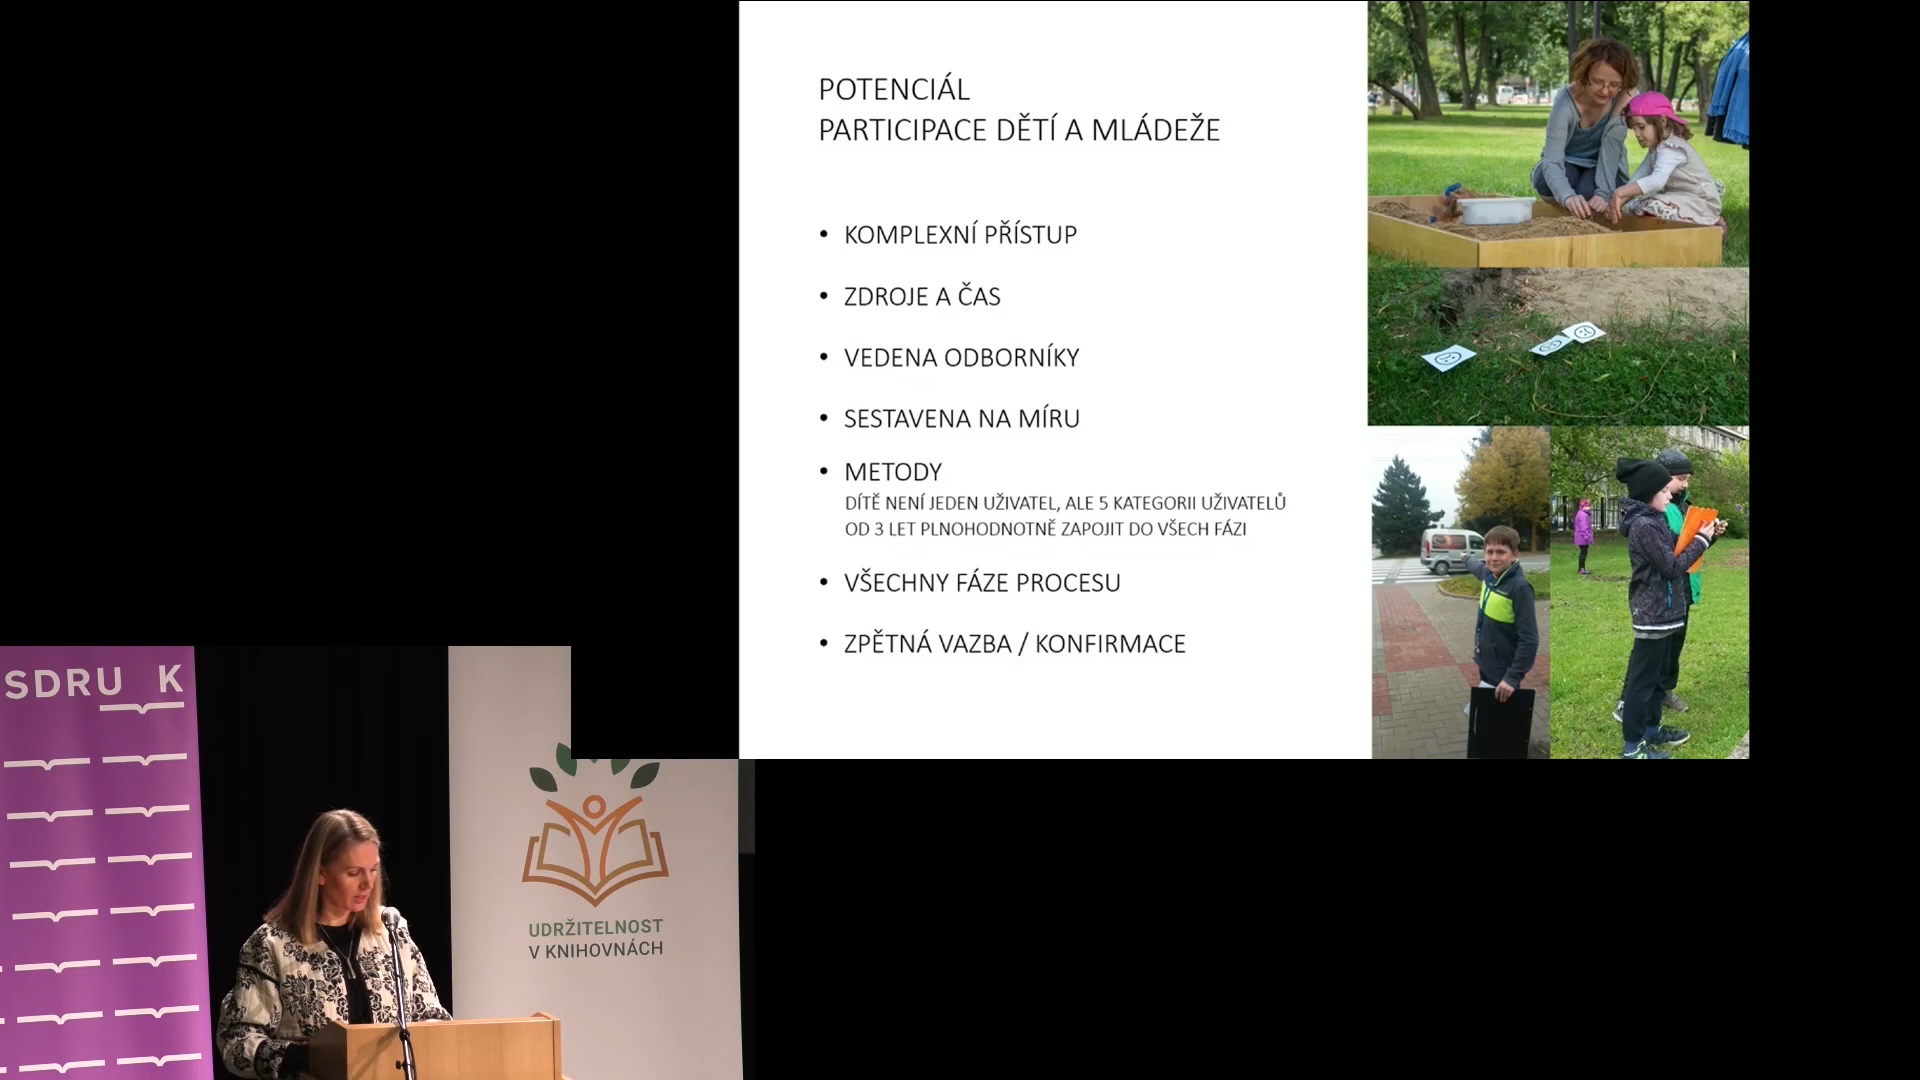 POTENCIÁL
PARTICIPACE DĚTÍ A MLÁDEŽE
• KOMPLEXNÍ PŘÍSTUP
• ZDROJE A ČAS
• VEDENA ODBORNÍKY
• SESTAVENA NA MÍRU
• METODY
DÍTĚ NENÍ JEDEN UŽIVATEL, ALE 5 KATEGORII UŽIVATELŮ
OD 3 LET PLNOHODNOTNĚ ZAPOJIT DO VŠECH FÁZI
• VŠECHNY FÁZE PROCESU
• ZPĚTNÁ VAZBA / KONFIRMACE
SDRU K
UDRŽITELNOST
V KNIHOVNÁCH